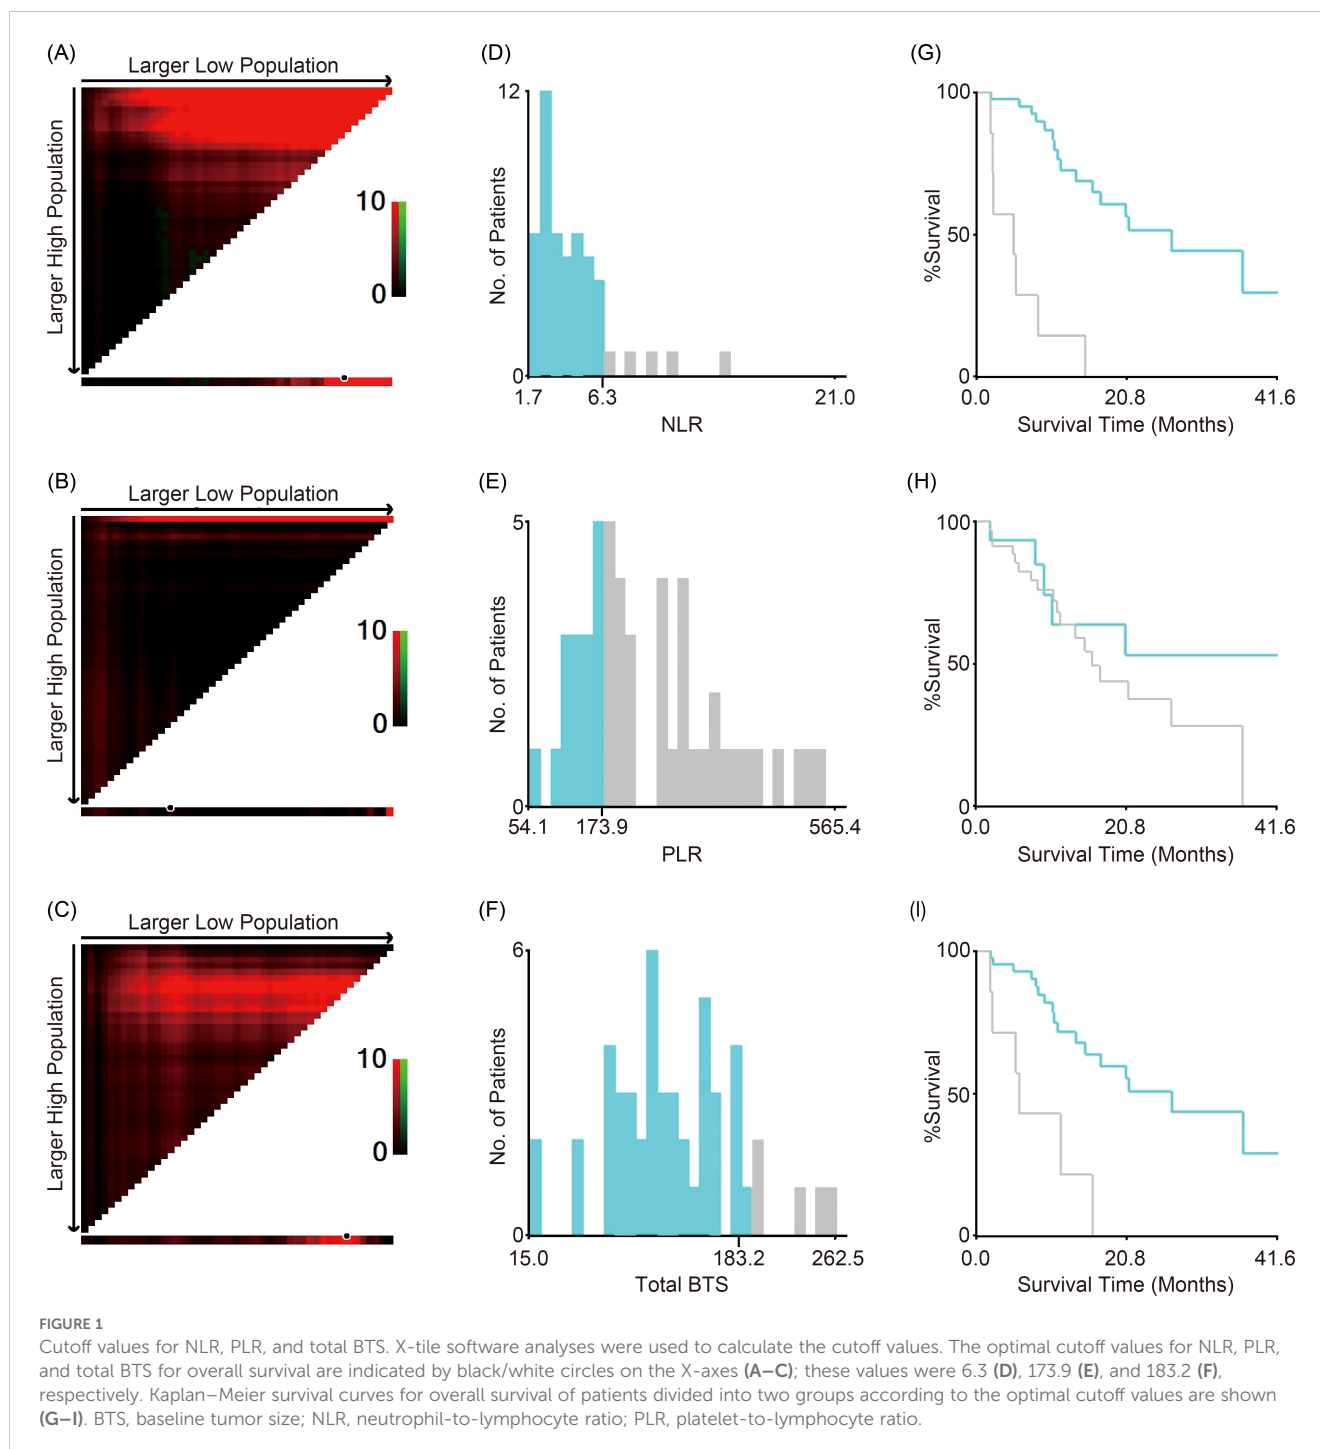 (A)
Larger Low Population
Larger High Population
10
0
(D)
12
0
No. of Patients
1.7 6.3 21.0
NLR
(G)
100
50
0
%Survival
0.0 20.8 41.6
Survival Time (Months)
(B)
Larger Low Population
Larger High Population
10
0
(E)
5
0
No. of Patients
54.1 173.9 565.4
PLR
(H)
100
50
0
%Survival
0.0 20.8 41.6
Survival Time (Months)
(C)
Larger Low Population
Larger High Population
10
0
(F)
6
0
No. of Patients
15.0 183.2 262.5
Total BTS
(I)
100
50
0
%Survival
0.0 20.8 41.6
Survival Time (Months)
FIGURE 1
Cutoff values for NLR, PLR, and total BTS. X-tile software analyses were used to calculate the cutoff values. The optimal cutoff values for NLR, PLR,
and total BTS for overall survival are indicated by black/white circles on the X-axes (A–C); these values were 6.3 (D), 173.9 (E), and 183.2 (F),
respectively. Kaplan–Meier survival curves for overall survival of patients divided into two groups according to the optimal cutoff values are shown
(G–I). BTS, baseline tumor size; NLR, neutrophil-to-lymphocyte ratio; PLR, platelet-to-lymphocyte ratio.